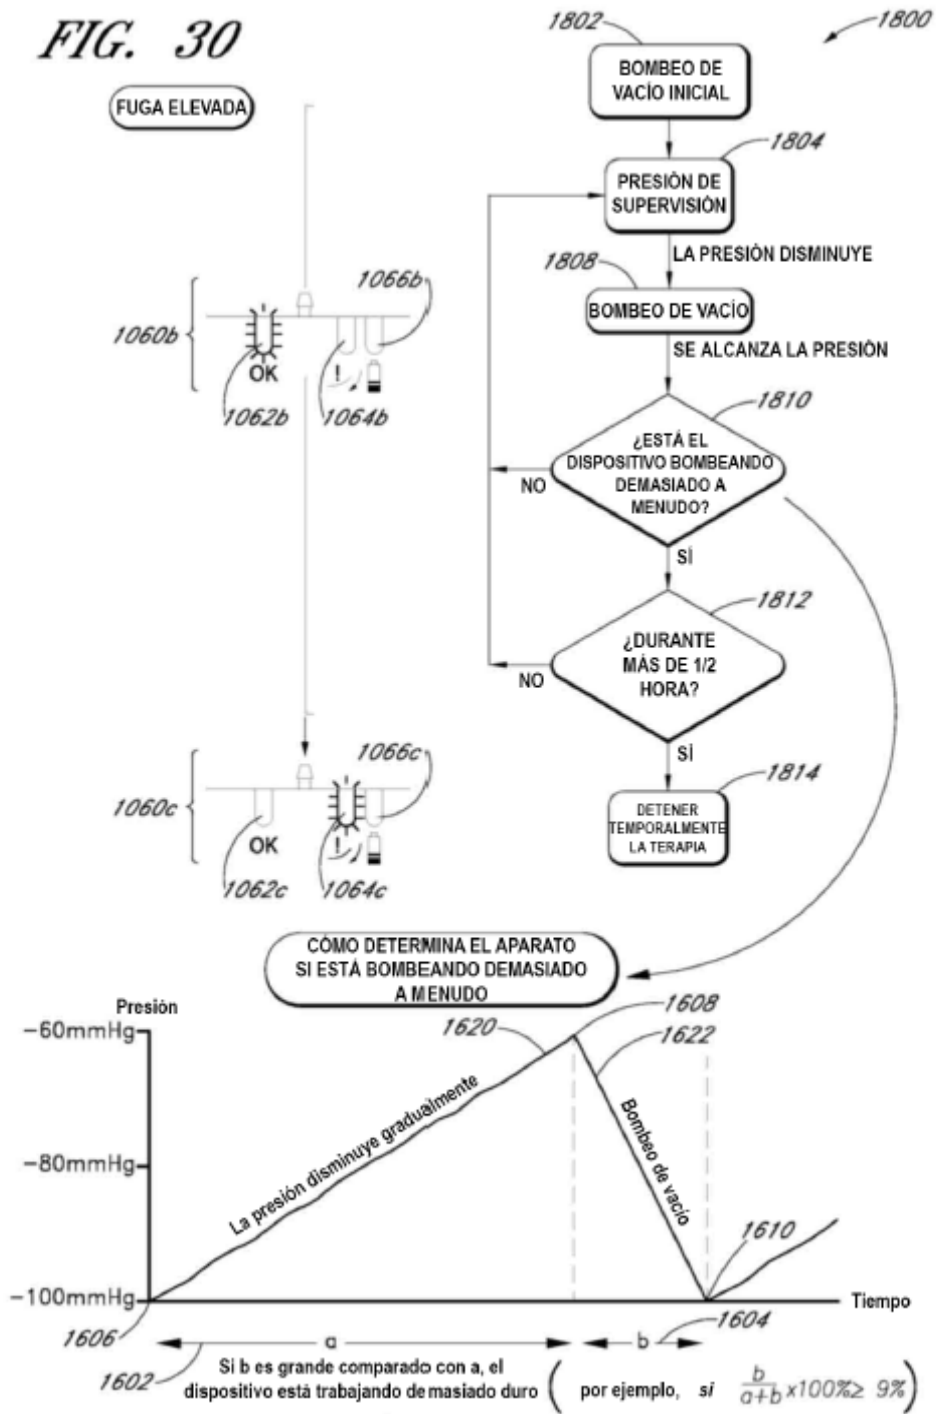 FIG. 30
FUGA ELEVADA
1802
1800
BOMBEO DE
VACÍO INICIAL
1804
PRESIÓN DE
SUPERVISIÓN
LA PRESIÓN DISMINUYE
1808
BOMBEO DE VACÍO
SE ALCANZA LA PRESIÓN
1810
¿ESTÁ EL
DISPOSITIVO BOMBEANDO
DEMASIADO A
MENUDO?
NO
SÍ
1812
¿DURANTE
MÁS DE 1/2
HORA?
NO
SÍ
1814
DETENER
TEMPORALMENTE
LA TERAPIA
1066b
1060b
OK
!
1062b
1064b
1066c
1060c
OK
!
1062c
1064c
CÓMO DETERMINA EL APARATO
SI ESTÁ BOMBEANDO DEMASIADO
A MENUDO
Presión
-60mmHg
-80mmHg
-100mmHg
1620
1608
1622
La presión disminuye gradualmente
Bombeo de vacío
1610
Tiempo
1606
1604
a
b
1602
Si b es grande comparado con a, el
dispositivo está trabajando de masiado duro
(por ejemplo, si b/a+b x100%≥ 9%)